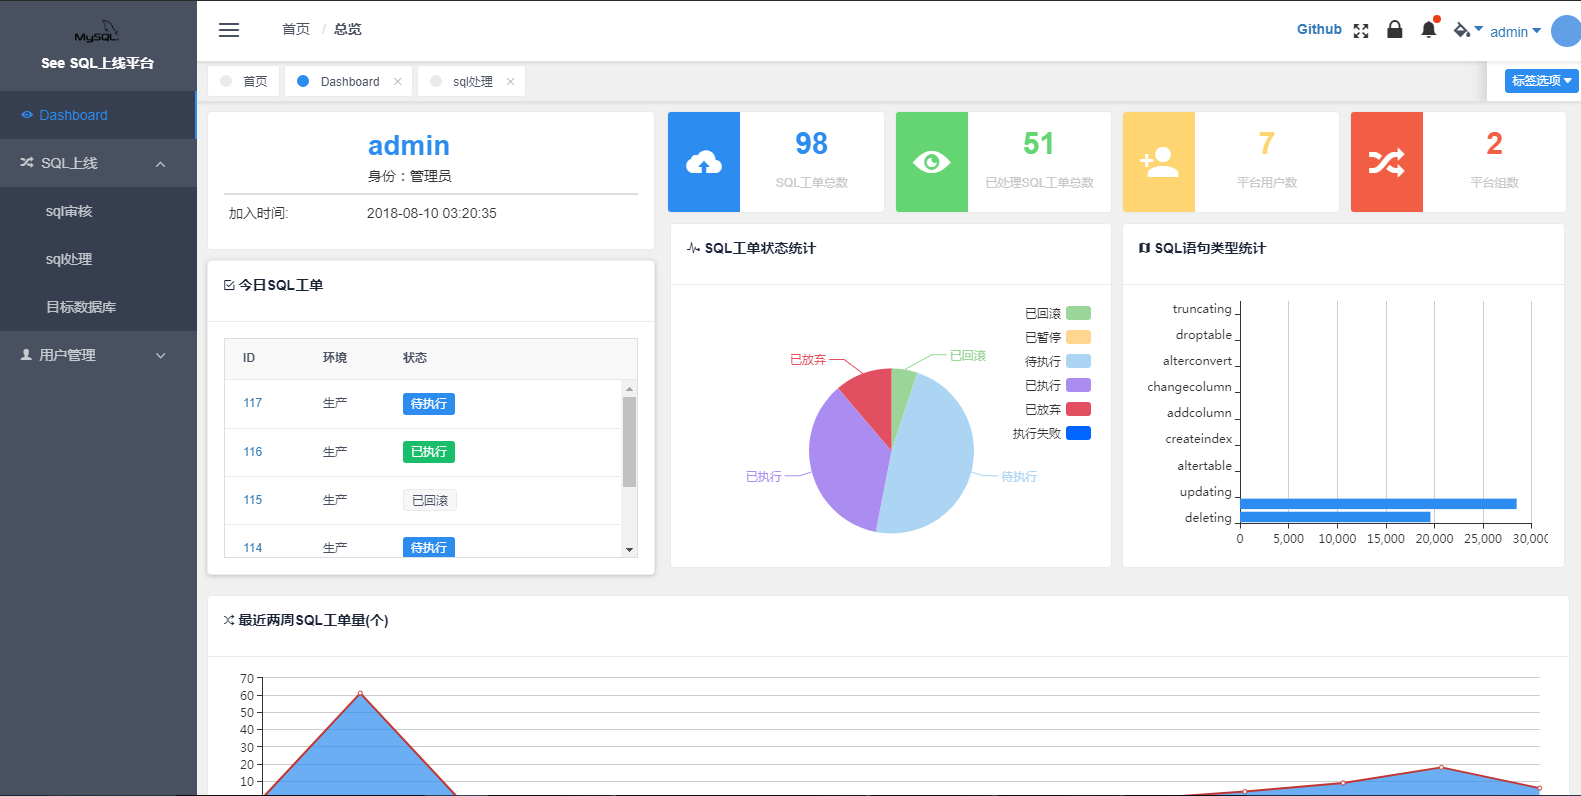 MySQL
See SQL上线平台
Dashboard
SQL上线
sql审核
sql处理
目标数据库
用户管理
首页 / 总览
Github
admin
首页
Dashboard
sql处理
标签选项
admin
身份：管理员
加入时间:
2018-08-10 03:20:35
98
SQL工单总数
51
已处理SQL工单总数
7
平台用户数
2
平台组数
今日SQL工单
ID 环境 状态
117 生产 待执行
116 生产 已执行
115 生产 已回滚
114 生产 待执行
SQL工单状态统计
已回滚
已暂停
待执行
已执行
已放弃
执行失败
已放弃
已回滚
已执行
待执行
SQL语句类型统计
truncating
droptable
alterconvert
changecolumn
addcolumn
createindex
altertable
updating
deleting
0 5,000 10,000 15,000 20,000 25,000 30,000
最近两周SQL工单量(个)
70
60
50
40
30
20
10